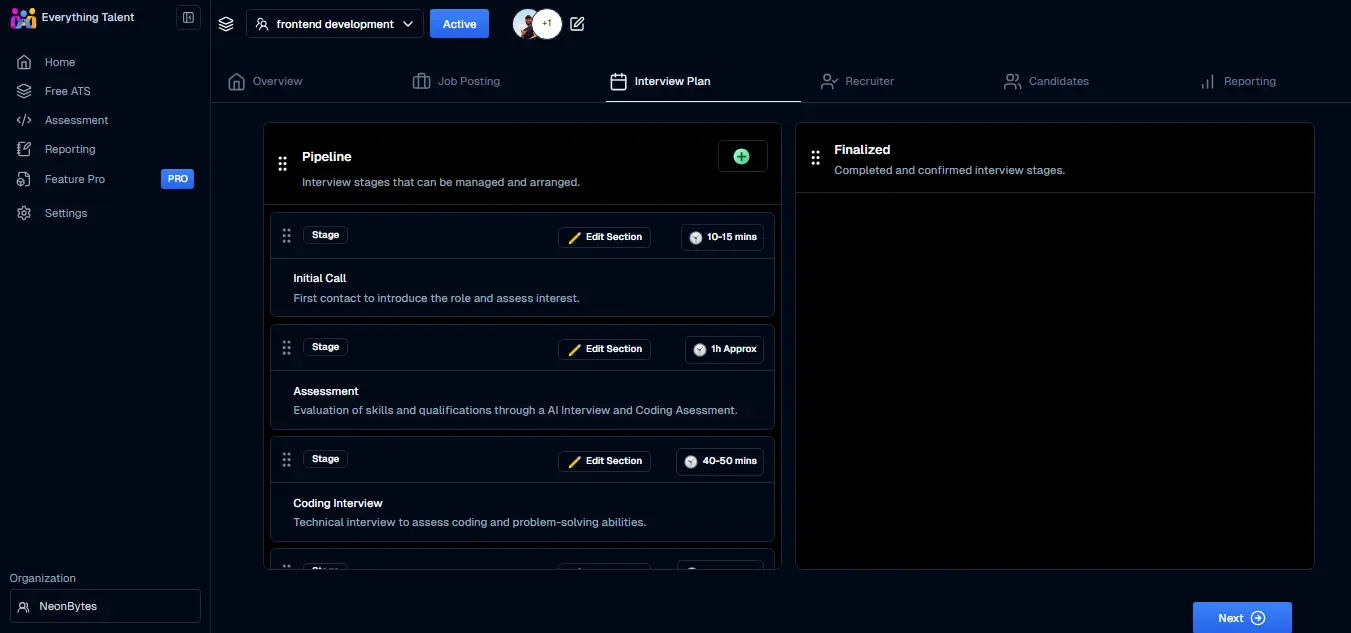 Everything Talent
Home
Free ATS
Assessment
Reporting
Feature Pro PRO
Settings
Organization
NeonBytes
frontend development Active +1
Overview Job Posting Interview Plan Recruiter Candidates Reporting
Pipeline
Interview stages that can be managed and arranged.
Stage Edit Section 10-15 mins
Initial Call
First contact to introduce the role and assess interest.
Stage Edit Section 1h Approx
Assessment
Evaluation of skills and qualifications through a AI Interview and Coding Asessment.
Stage Edit Section 40-50 mins
Coding Interview
Technical interview to assess coding and problem-solving abilities.
Finalized
Completed and confirmed interview stages.
Next